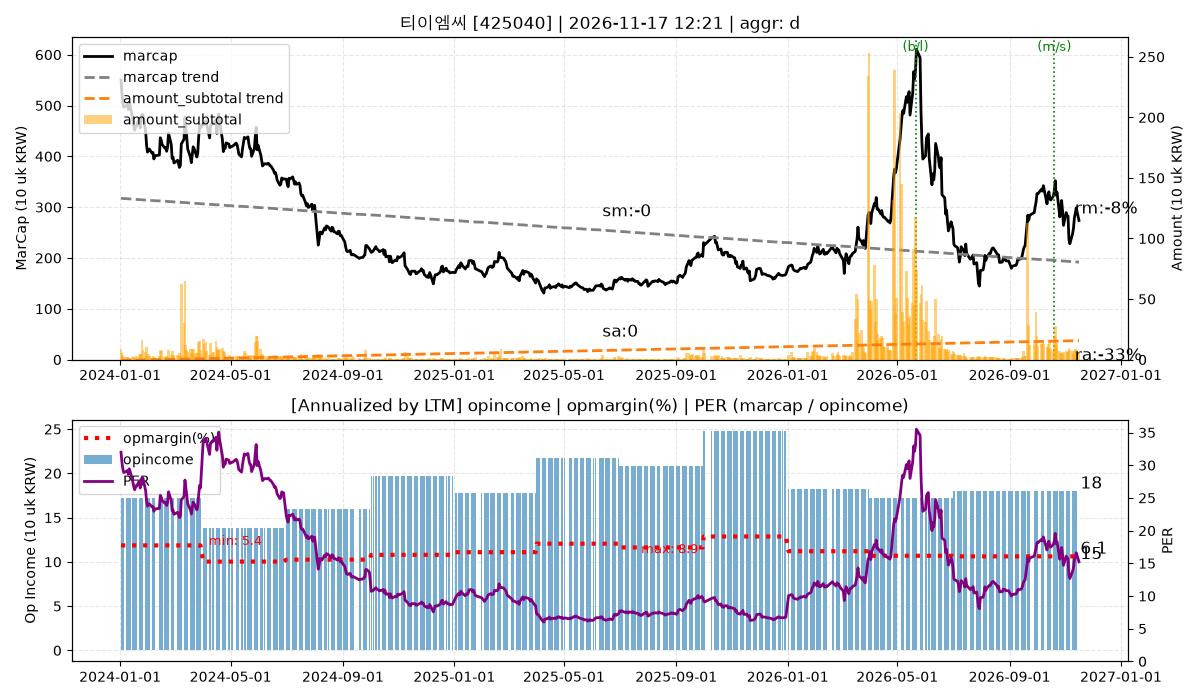 티이엠씨 [425040] | 2026-11-17 12:21 | aggr: d
MarCap (10 uk KRW)
600
500
400
300
200
100
0
marcap
marcap trend
amount_subtotal trend
amount_subtotal
(b/l)
(m/s)
sm:-0
sa:0
rm:-8%
ra:-33%
250
200
150
100
50
0
Amount (10 uk KRW)
2024-01-01
2024-05-01
2024-09-01
2025-01-01
2025-05-01
2025-09-01
2026-01-01
2026-05-01
2026-09-01
2027-01-01
[Annualized by LTM] opincome | opmargin(%) | PER (marcap / opincome)
Op Income (10 uk KRW)
25
20
15
10
5
0
opmargin(%)
opincome
PER
min: 5.4
max: 8.9
18
6.1
15
35
30
25
20
15
10
5
0
PER
2024-01-01
2024-05-01
2024-09-01
2025-01-01
2025-05-01
2025-09-01
2026-01-01
2026-05-01
2026-09-01
2027-01-01